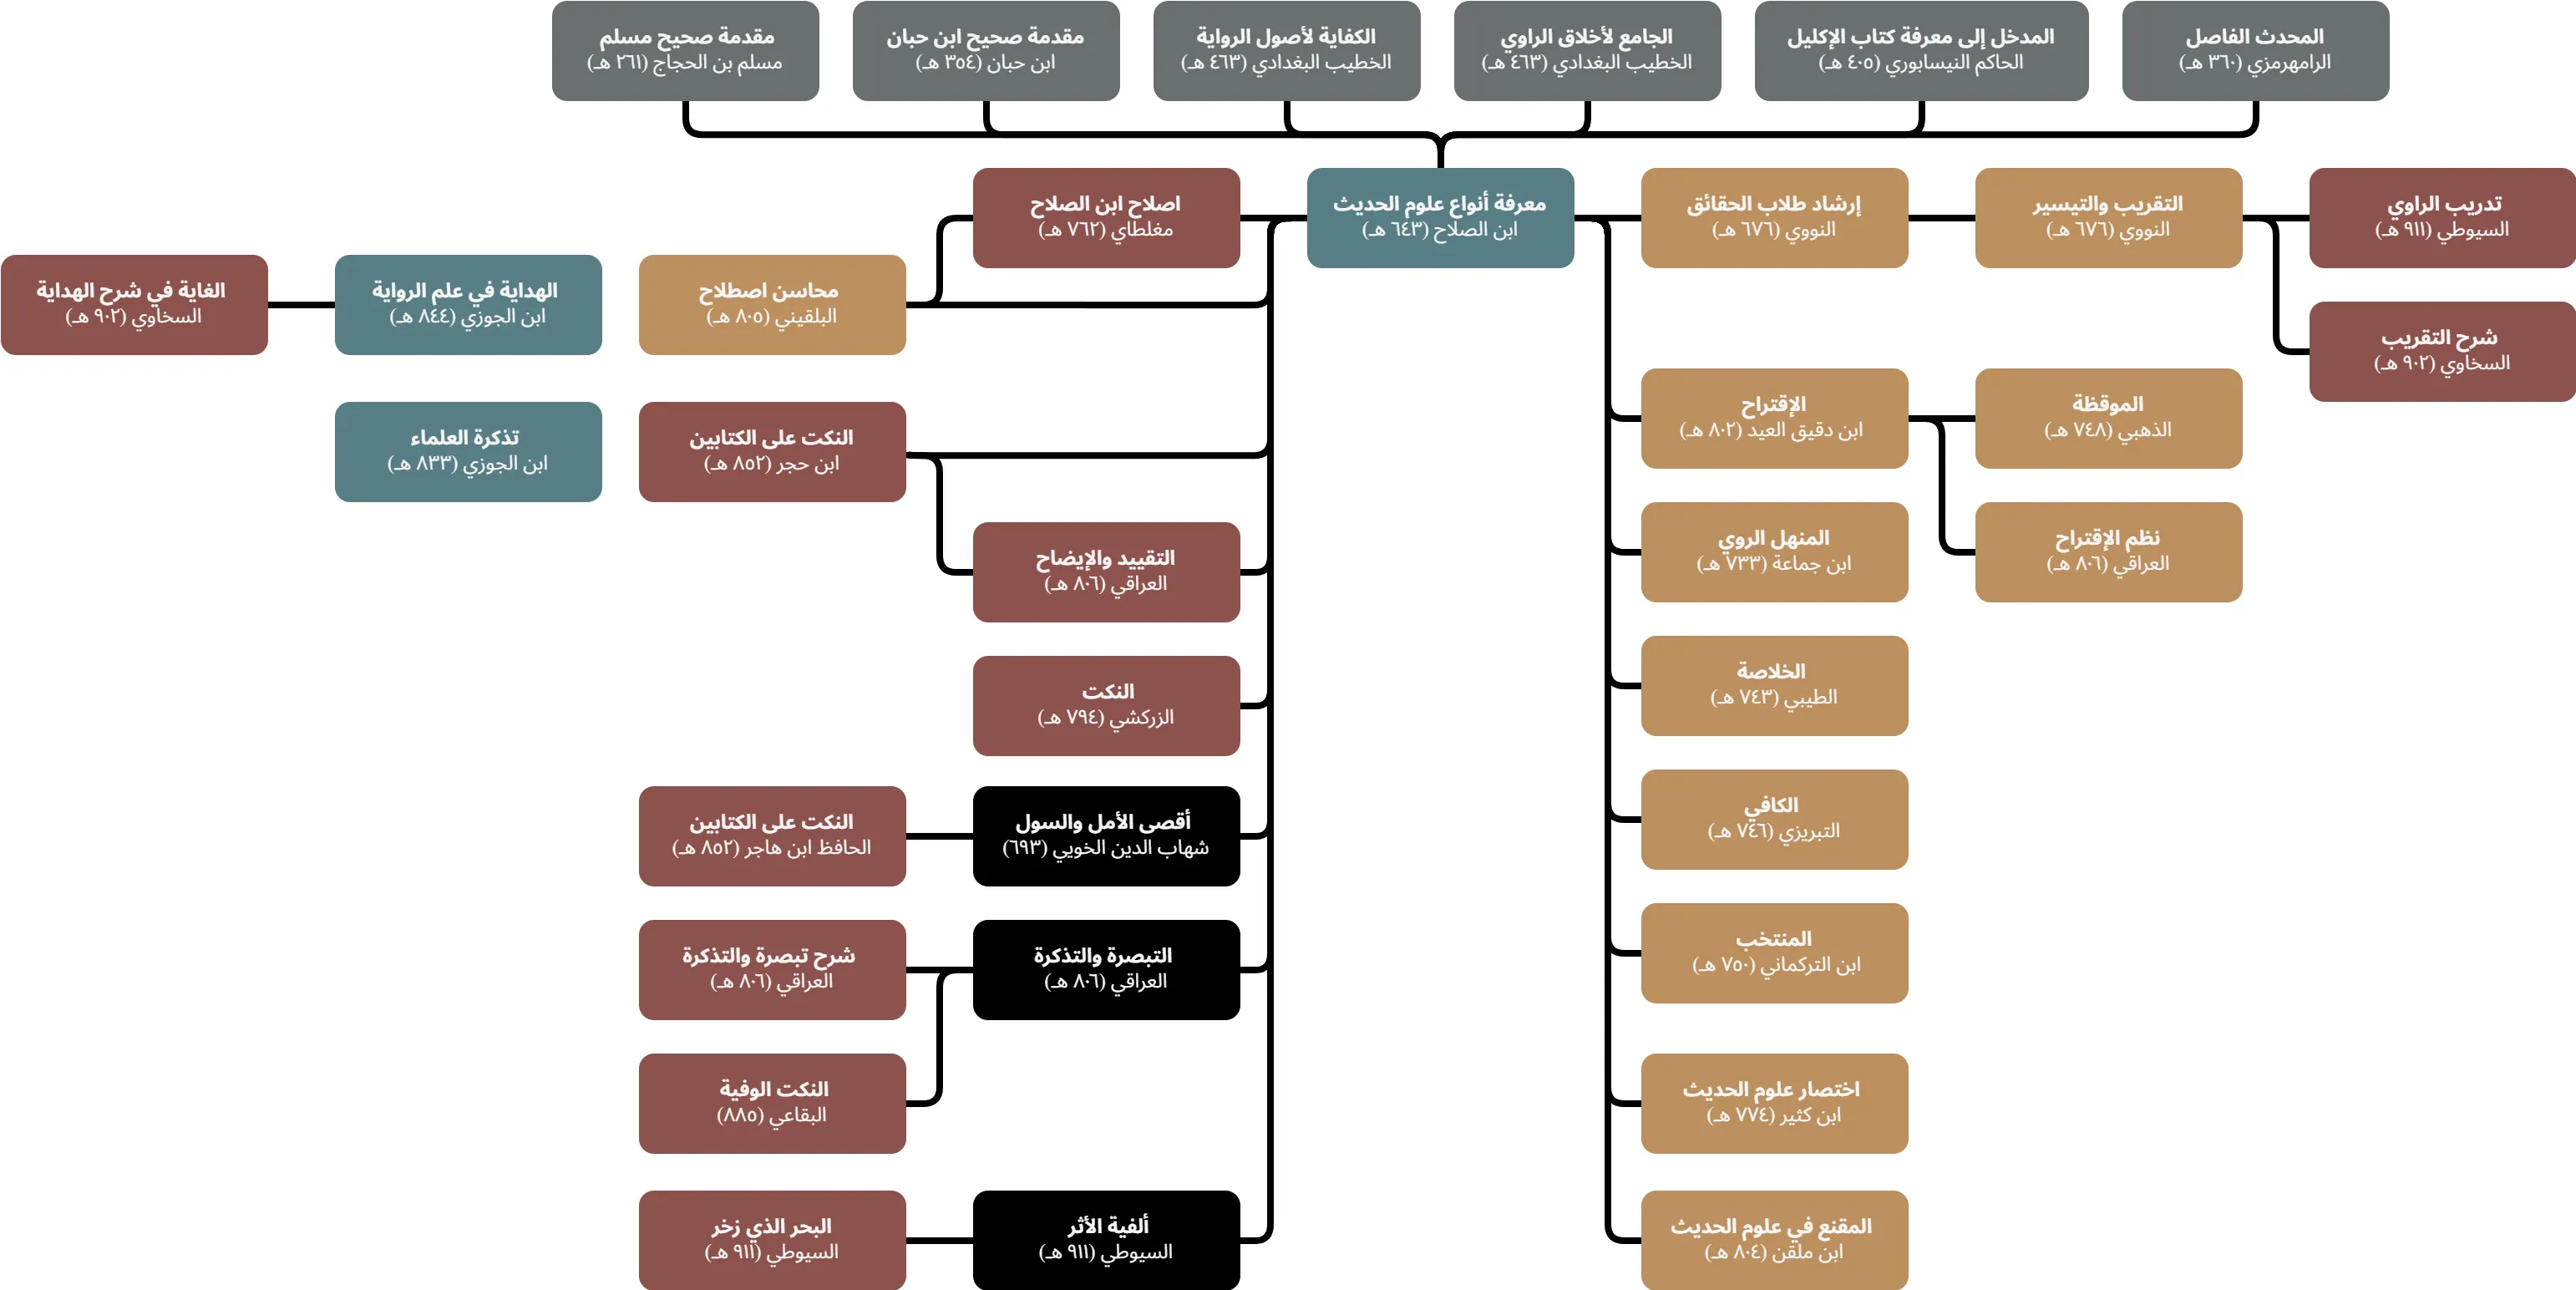 المحدث الفاصل
الرامهرمزي (٣٦٠ هـ)
المدخل إلى معرفة كتاب الإكليل
الحاكم النيسابوري (٤٠٥ هـ)
الجامع لأخلاق الراوي
الخطيب البغدادي (٤٦٣ هـ)
الكفاية لأصول الرواية
الخطيب البغدادي (٤٦٣ هـ)
مقدمة صحيح ابن حبان
ابن حبان (٣٥٤ هـ)
مقدمة صحيح مسلم
مسلم بن الحجاج (٢٦١ هـ)
تدريب الراوي
السيوطي (٩١١ هـ)
التقريب والتيسير
النووي (٦٧٦ هـ)
إرشاد طلاب الحقائق
النووي (٦٧٦ هـ)
معرفة أنواع علوم الحديث
ابن الصلاح (٦٤٣ هـ)
اصلاح ابن الصلاح
مغلطاي (٧٦٢ هـ)
محاسن اصطلاح
البلقيني (٨٠٥ هـ)
الهداية في علم الرواية
ابن الجوزي (٨٤٤ هـ)
الغاية في شرح الهداية
السخاوي (٩٠٢ هـ)
شرح التقريب
السخاوي (٩٠٢ هـ)
الموقظة
الذهبي (٧٤٨ هـ)
الإقتراح
ابن دقيق العيد (٨٠٢ هـ)
النكت على الكتابين
ابن حجر (٨٥٢ هـ)
تذكرة العلماء
ابن الجوزي (٨٣٣ هـ)
نظم الإقتراح
العراقي (٨٠٦ هـ)
المنهل الروي
ابن جماعة (٧٣٣ هـ)
التقييد والإيضاح
العراقي (٨٠٦ هـ)
الخلاصة
الطيبي (٧٤٣ هـ)
النكت
الزركشي (٧٩٤ هـ)
الكافي
التبريزي (٧٤٦ هـ)
أقصى الأمل والسول
شهاب الدين الخويي (٦٩٣)
النكت على الكتابين
الحافظ ابن هاجر (٨٥٢ هـ)
المنتخب
ابن التركماني (٧٥٠ هـ)
التبصرة والتذكرة
العراقي (٨٠٦ هـ)
شرح تبصرة والتذكرة
العراقي (٨٠٦ هـ)
اختصار علوم الحديث
ابن كثير (٧٧٤ هـ)
النكت الوفية
البقاعي (٨٨٥)
المقنع في علوم الحديث
ابن ملقن (٨٠٤ هـ)
ألفية الأثر
السيوطي (٩١١ هـ)
البحر الذي زخر
السيوطي (٩١١ هـ)